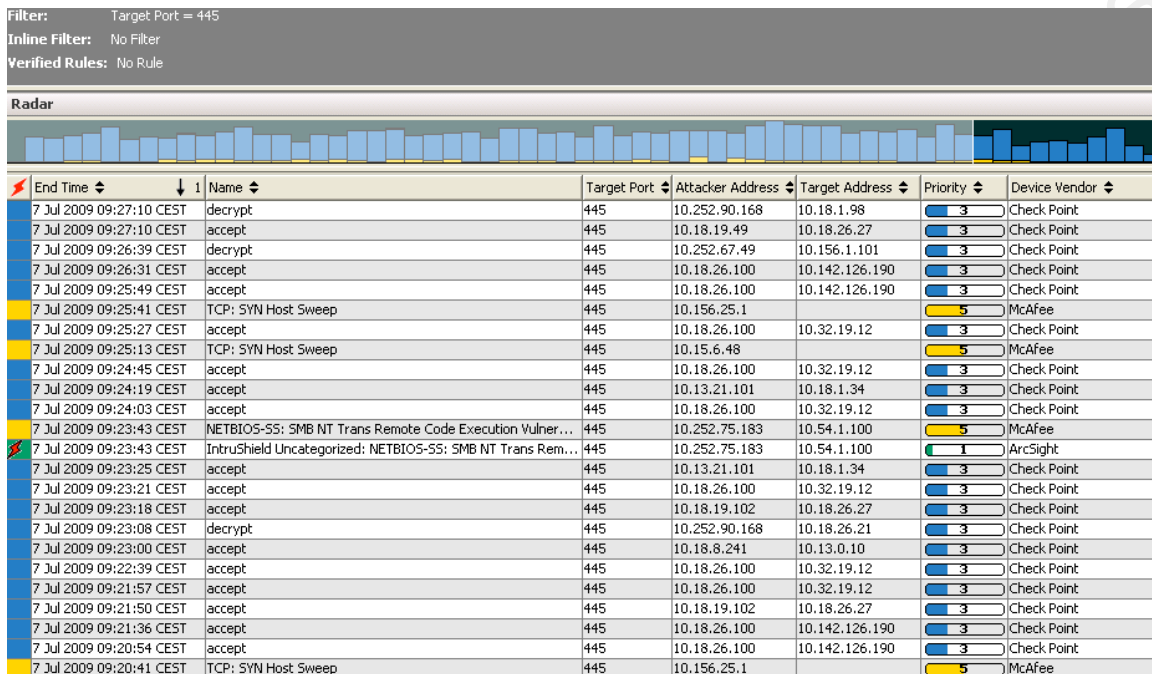 Filter: Target Port = 445
Inline Filter: No Filter
Verified Rules: No Rule
Radar
End Time 1 Name Target Port Attacker Address Target Address Priority Device Vendor
7 Jul 2009 09:27:10 CEST decrypt 445 10.252.90.168 10.18.1.98 3 Check Point
7 Jul 2009 09:27:10 CEST accept 445 10.18.19.49 10.18.26.27 3 Check Point
7 Jul 2009 09:26:39 CEST decrypt 445 10.252.67.49 10.156.1.101 3 Check Point
7 Jul 2009 09:26:31 CEST accept 445 10.18.26.100 10.142.126.190 3 Check Point
7 Jul 2009 09:25:49 CEST accept 445 10.18.26.100 10.142.126.190 3 Check Point
7 Jul 2009 09:25:41 CEST TCP: SYN Host Sweep 445 10.156.25.1 5 McAfee
7 Jul 2009 09:25:27 CEST accept 445 10.18.26.100 10.32.19.12 3 Check Point
7 Jul 2009 09:25:13 CEST TCP: SYN Host Sweep 445 10.15.6.48 5 McAfee
7 Jul 2009 09:24:45 CEST accept 445 10.18.26.100 10.32.19.12 3 Check Point
7 Jul 2009 09:24:19 CEST accept 445 10.13.21.101 10.18.1.34 3 Check Point
7 Jul 2009 09:24:03 CEST accept 445 10.18.26.100 10.32.19.12 3 Check Point
7 Jul 2009 09:23:43 CEST NETBIOS-SS: SMB NT Trans Remote Code Execution Vulner... 445 10.252.75.183 10.54.1.100 5 McAfee
7 Jul 2009 09:23:43 CEST IntruShield Uncategorized: NETBIOS-SS: SMB NT Trans Rem... 445 10.252.75.183 10.54.1.100 1 ArcSight
7 Jul 2009 09:23:25 CEST accept 445 10.13.21.101 10.18.1.34 3 Check Point
7 Jul 2009 09:23:21 CEST accept 445 10.18.26.100 10.32.19.12 3 Check Point
7 Jul 2009 09:23:18 CEST accept 445 10.18.19.102 10.18.26.27 3 Check Point
7 Jul 2009 09:23:08 CEST decrypt 445 10.252.90.168 10.18.26.21 3 Check Point
7 Jul 2009 09:23:00 CEST accept 445 10.18.8.241 10.13.0.10 3 Check Point
7 Jul 2009 09:22:39 CEST accept 445 10.18.26.100 10.32.19.12 3 Check Point
7 Jul 2009 09:21:57 CEST accept 445 10.18.26.100 10.32.19.12 3 Check Point
7 Jul 2009 09:21:50 CEST accept 445 10.18.19.102 10.18.26.27 3 Check Point
7 Jul 2009 09:21:36 CEST accept 445 10.18.26.100 10.142.126.190 3 Check Point
7 Jul 2009 09:20:54 CEST accept 445 10.18.26.100 10.142.126.190 3 Check Point
7 Jul 2009 09:20:41 CEST TCP: SYN Host Sweep 445 10.156.25.1 5 McAfee